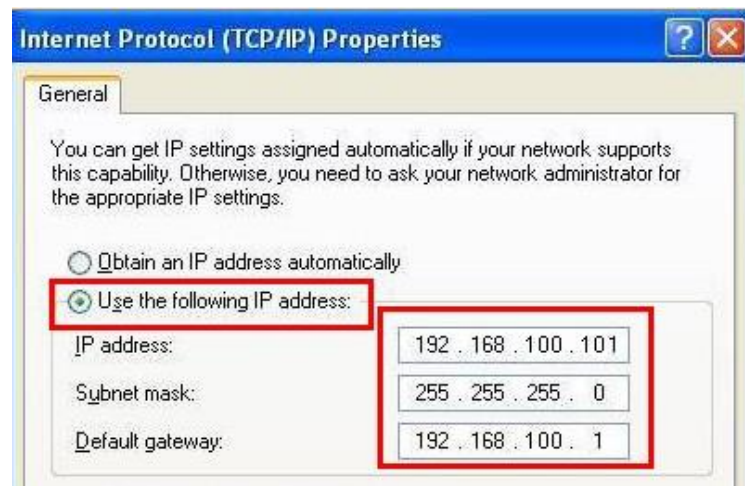 Internet Protocol (TCP/IP) Properties
General
You can get IP settings assigned automatically if your network supports
this capability. Otherwise, you need to ask your network administrator for
the appropriate IP settings.
Obtain an IP address automatically
Use the following IP address:
IP address: 192 . 168 . 100 . 101
Subnet mask: 255 . 255 . 255 . 0
Default gateway: 192 . 168 . 100 . 1